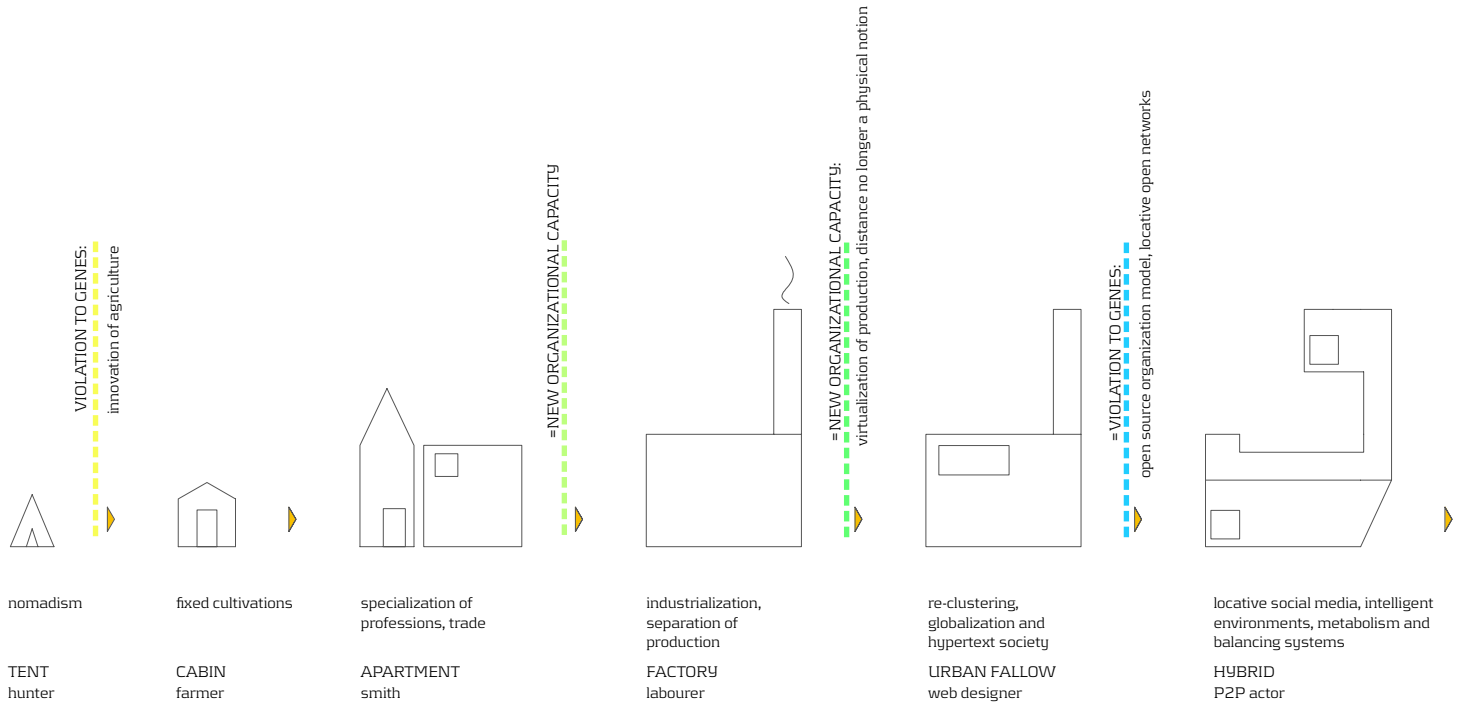 VIOLATION TO GENES:
innovation of agriculture
=NEW ORGANIZATIONAL CAPACITY
=NEW ORGANIZATIONAL CAPACITY:
virtualization of production, distance no longer a physical notion
= VIOLATION TO GENES:
open source organization model, locative open networks
nomadism
TENT
hunter
fixed cultivations
CABIN
farmer
specialization of
professions, trade
APARTMENT
smith
industrialization,
separation of
production
FACTORY
labourer
re-clustering,
globalization and
hypertext society
URBAN FALLOW
web designer
locative social media, intelligent
environments, metabolism and
balancing systems
HYBRID
P2P actor